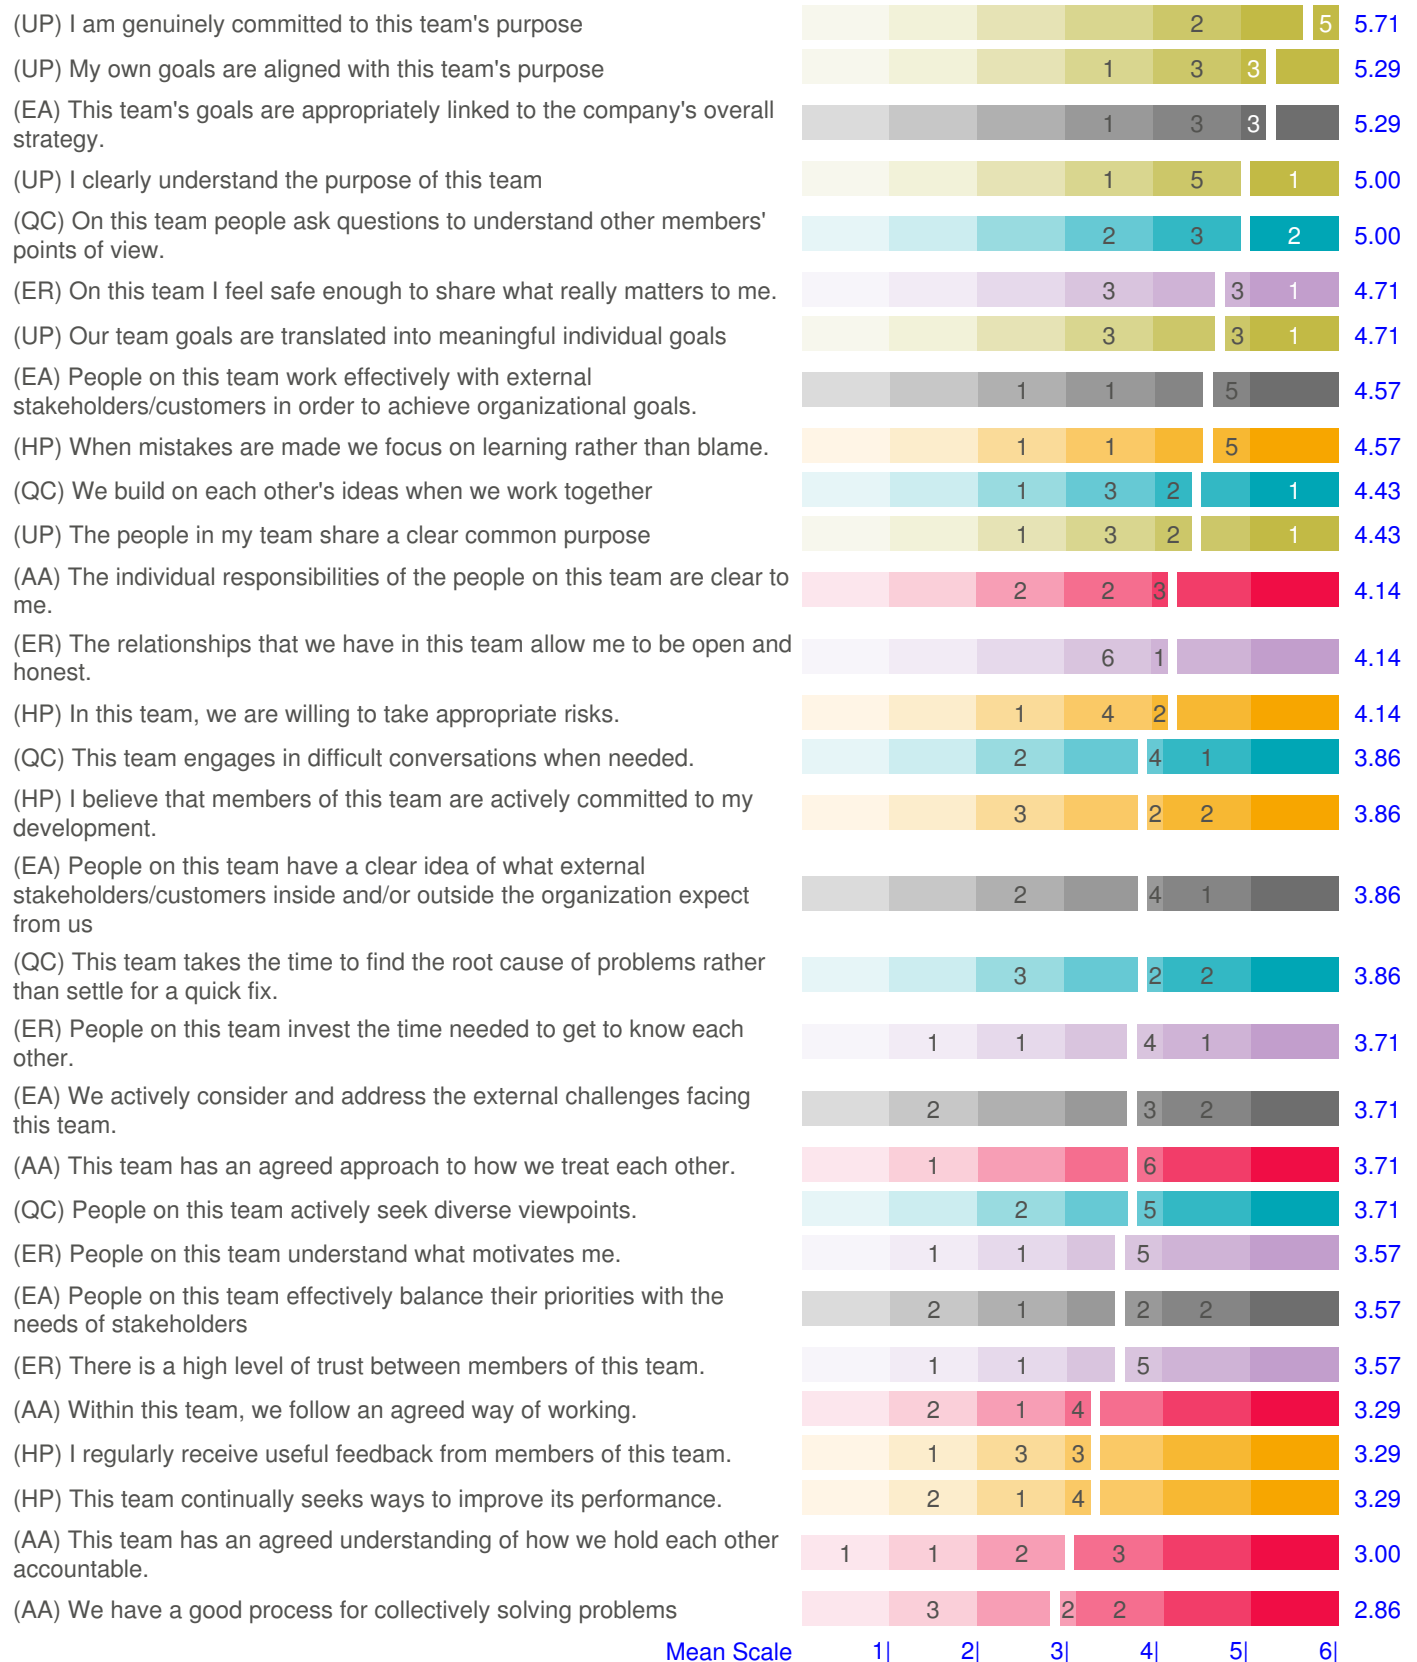 (UP) I am genuinely committed to this team's purpose 2 5 5.71
(UP) My own goals are aligned with this team's purpose 1 3 3 5.29
(EA) This team's goals are appropriately linked to the company's overall
strategy. 1 3 3 5.29
(UP) I clearly understand the purpose of this team 1 5 1 5.00
(QC) On this team people ask questions to understand other members'
points of view. 2 3 2 5.00
(ER) On this team I feel safe enough to share what really matters to me. 3 3 1 4.71
(UP) Our team goals are translated into meaningful individual goals 3 3 1 4.71
(EA) People on this team work effectively with external
stakeholders/customers in order to achieve organizational goals. 1 1 5 4.57
(HP) When mistakes are made we focus on learning rather than blame. 1 1 5 4.57
(QC) We build on each other's ideas when we work together 1 3 2 1 4.43
(UP) The people in my team share a clear common purpose 1 3 2 1 4.43
(AA) The individual responsibilities of the people on this team are clear to
me. 2 2 3 4.14
(ER) The relationships that we have in this team allow me to be open and
honest. 6 1 4.14
(HP) In this team, we are willing to take appropriate risks. 1 4 2 4.14
(QC) This team engages in difficult conversations when needed. 2 4 1 3.86
(HP) I believe that members of this team are actively committed to my
development. 3 2 2 3.86
(EA) People on this team have a clear idea of what external
stakeholders/customers inside and/or outside the organization expect
from us 2 4 1 3.86
(QC) This team takes the time to find the root cause of problems rather
than settle for a quick fix. 3 2 2 3.86
(ER) People on this team invest the time needed to get to know each
other. 1 1 4 1 3.71
(EA) We actively consider and address the external challenges facing
this team. 2 3 2 3.71
(AA) This team has an agreed approach to how we treat each other. 1 6 3.71
(QC) People on this team actively seek diverse viewpoints. 2 5 3.71
(ER) People on this team understand what motivates me. 1 1 5 3.57
(EA) People on this team effectively balance their priorities with the
needs of stakeholders 2 1 2 2 3.57
(ER) There is a high level of trust between members of this team. 1 1 5 3.57
(AA) Within this team, we follow an agreed way of working. 2 1 4 3.29
(HP) I regularly receive useful feedback from members of this team. 1 3 3 3.29
(HP) This team continually seeks ways to improve its performance. 2 1 4 3.29
(AA) This team has an agreed understanding of how we hold each other
accountable. 1 1 2 3 3.00
(AA) We have a good process for collectively solving problems 3 2 2 2.86
Mean Scale 1| 2| 3| 4| 5| 6|